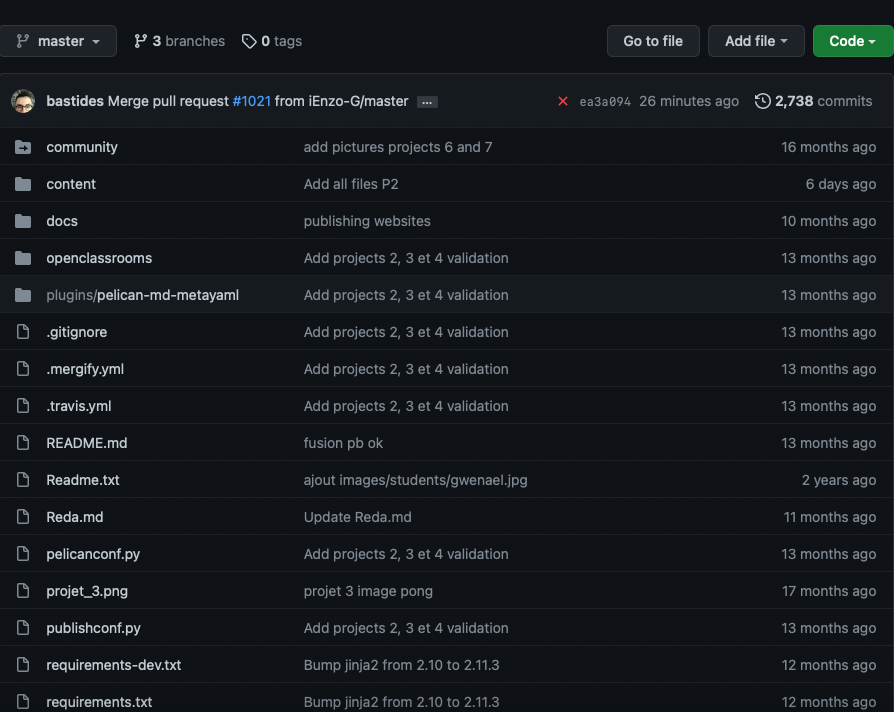 master 3 branches 0 tags Go to file Add file Code
bastides Merge pull request #1021 from iEnzo-G/master ... ea3a094 26 minutes ago 2,738 commits
community add pictures projects 6 and 7 16 months ago
content Add all files P2 6 days ago
docs publishing websites 10 months ago
openclassrooms Add projects 2, 3 et 4 validation 13 months ago
plugins/pelican-md-metayaml Add projects 2, 3 et 4 validation 13 months ago
.gitignore Add projects 2, 3 et 4 validation 13 months ago
.mergify.yml Add projects 2, 3 et 4 validation 13 months ago
.travis.yml Add projects 2, 3 et 4 validation 13 months ago
README.md fusion pb ok 13 months ago
Readme.txt ajout images/students/gwenael.jpg 2 years ago
Reda.md Update Reda.md 11 months ago
pelicanconf.py Add projects 2, 3 et 4 validation 13 months ago
projet_3.png projet 3 image pong 17 months ago
publishconf.py Add projects 2, 3 et 4 validation 13 months ago
requirements-dev.txt Bump jinja2 from 2.10 to 2.11.3 12 months ago
requirements.txt Bump jinja2 from 2.10 to 2.11.3 12 months ago